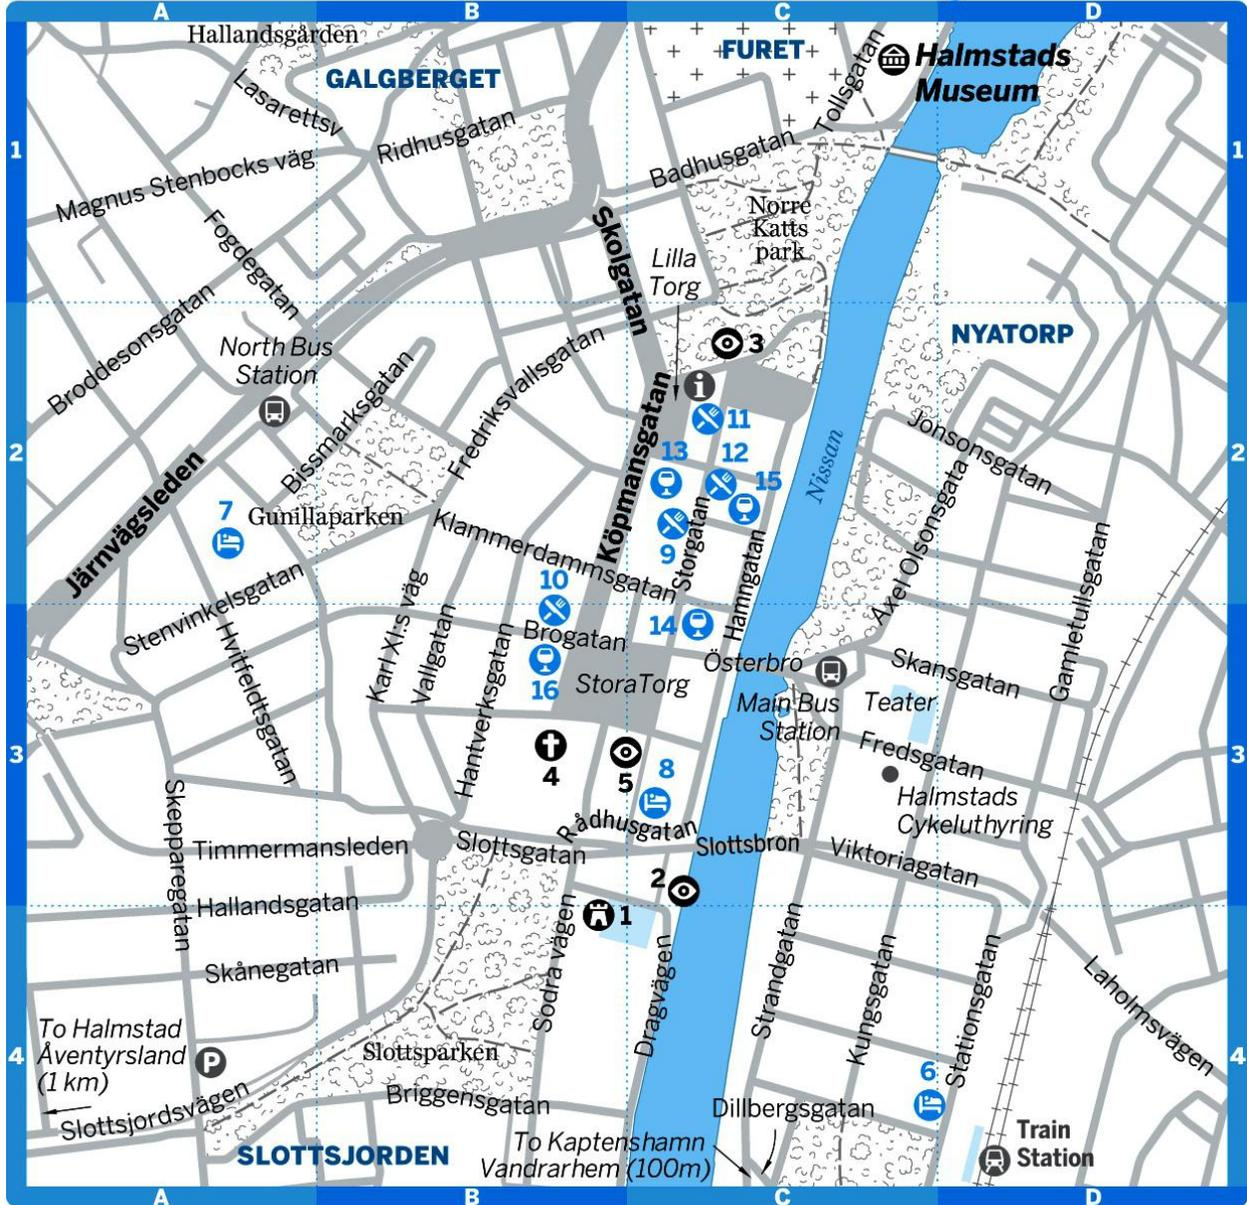 A
B
C
D
Hallandsgården
GALGBERGET
FURET
Tollsgatan
Halmstads
Museum
Lasarettsv
Ridhusgatan
1
1
Badhusgatan
Magnus Stenbocks väg
Fogdegatan
Skolgatan
Norre
Katts
park
Lilla
Torg
Broddesonsgatan
North Bus
Station
Bissmarksgatan
Fredriksvallsgatan
3
NYATORP
i
11
Köpmansgatan
Jonsonsgatan
2
2
13
12
15
Nissan
Järnvägsleden
7
Gunillaparken
Klammerdammsgatan
9
Storgatan
Hamngatan
Axel Olsonsgata
Gamletullsgatan
Stenvinkelsgatan
10
Karl XI:s väg
Vallgatan
Hantverksgatan
Brogatan
14
Hvitfeldtsgatan
16
StoraTorg
Österbro
Main Bus
Station
Skansgatan
Teater
3
3
4
5
8
Fredsgatan
Halmstads
Cykeluthyring
Skepparegatan
Rådhusgatan
Timmermansleden
Slottsgatan
Slottsbron
Viktoriagatan
2
Hallandsgatan
1
Skånegatan
Södra vägen
Dragvägen
Strandgatan
Kungsgatan
Stationsgatan
Laholmsvägen
To Halmstad
Äventyrsland
(1 km)
P
4
4
Slottsparken
6
Slottsjordsvägen
Briggensgatan
Dillbergsgatan
SLOTTSJORDEN
To Kaptenshamn
Vandrarhem (100m)
Train
Station
A
B
C
D